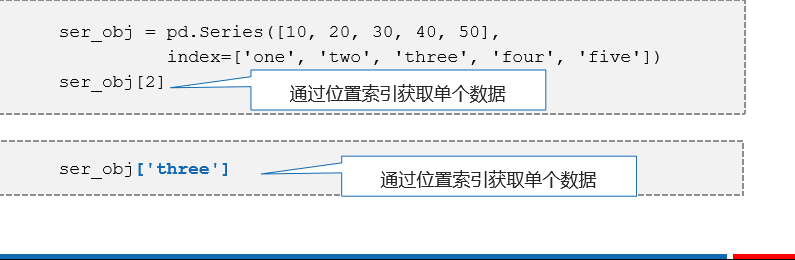 ser_obj = pd.Series([10, 20, 30, 40, 50],
index=['one', 'two', 'three', 'four', 'five'])
ser_obj[2]
通过位置索引获取单个数据
ser_obj['three']
通过位置索引获取单个数据